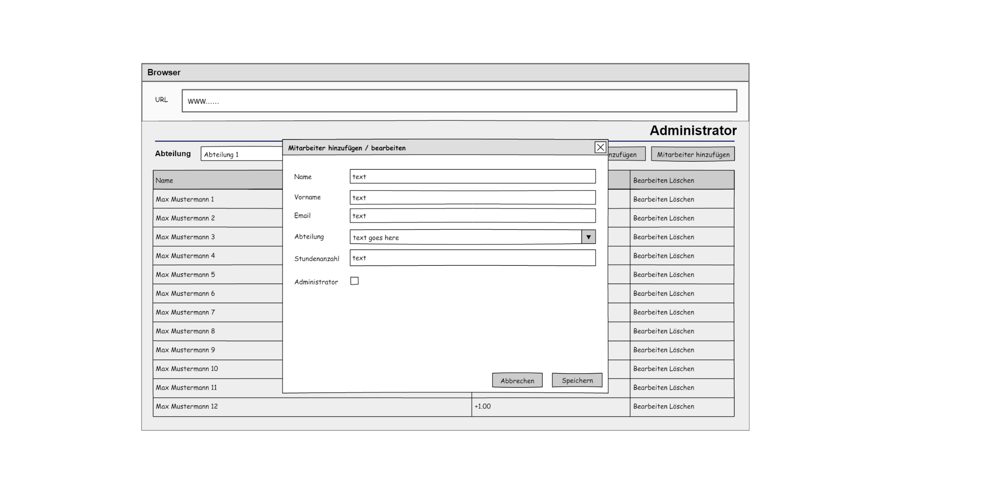 Browser
URL www......
Administrator
Abteilung Abteilung 1 Mitarbeiter hinzufügen
Mitarbeiter hinzufügen / bearbeiten
Name text
Vorname text
Email text
Abteilung text goes here
Stundenanzahl text
Administrator
Abbrechen Speichern
Name Bearbeiten Löschen
Max Mustermann 1 Bearbeiten Löschen
Max Mustermann 2 Bearbeiten Löschen
Max Mustermann 3 Bearbeiten Löschen
Max Mustermann 4 Bearbeiten Löschen
Max Mustermann 5 Bearbeiten Löschen
Max Mustermann 6 Bearbeiten Löschen
Max Mustermann 7 Bearbeiten Löschen
Max Mustermann 8 Bearbeiten Löschen
Max Mustermann 9 Bearbeiten Löschen
Max Mustermann 10 Bearbeiten Löschen
Max Mustermann 11 Bearbeiten Löschen
Max Mustermann 12 +1.00 Bearbeiten Löschen